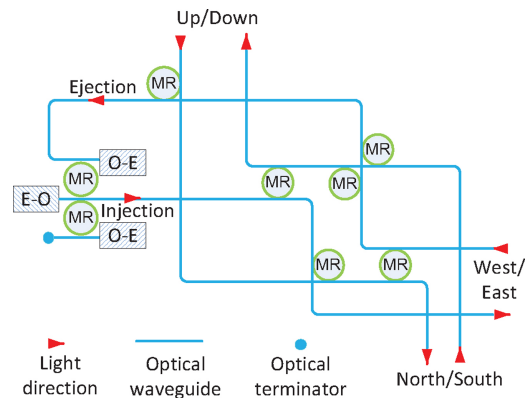 Up/Down
MR
Ejection
MR
O-E
MR
MR
MR
E-O
MR
Injection
MR
O-E
MR
MR
West/
East
Light
direction
Optical
waveguide
Optical
terminator
North/South